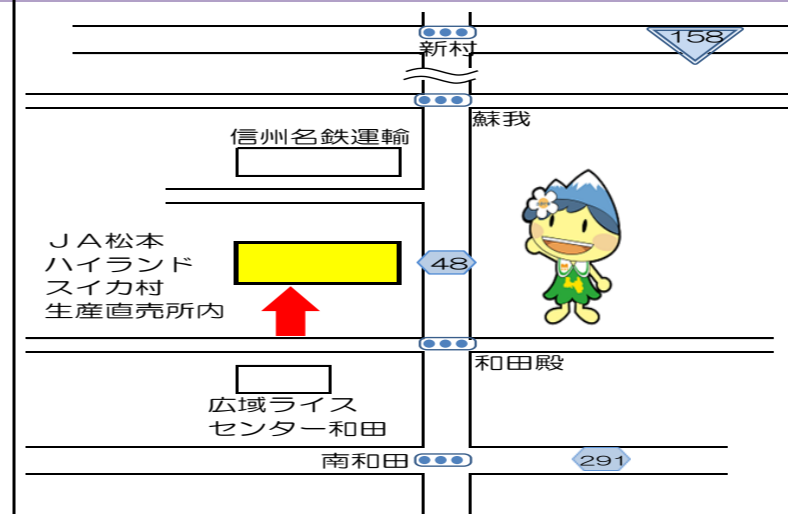 新村
158
蘇我
信州名鉄運輸
JA松本
ハイランド
スイカ村
生産直売所内
48
和田殿
広域ライス
センター和田
南和田
291